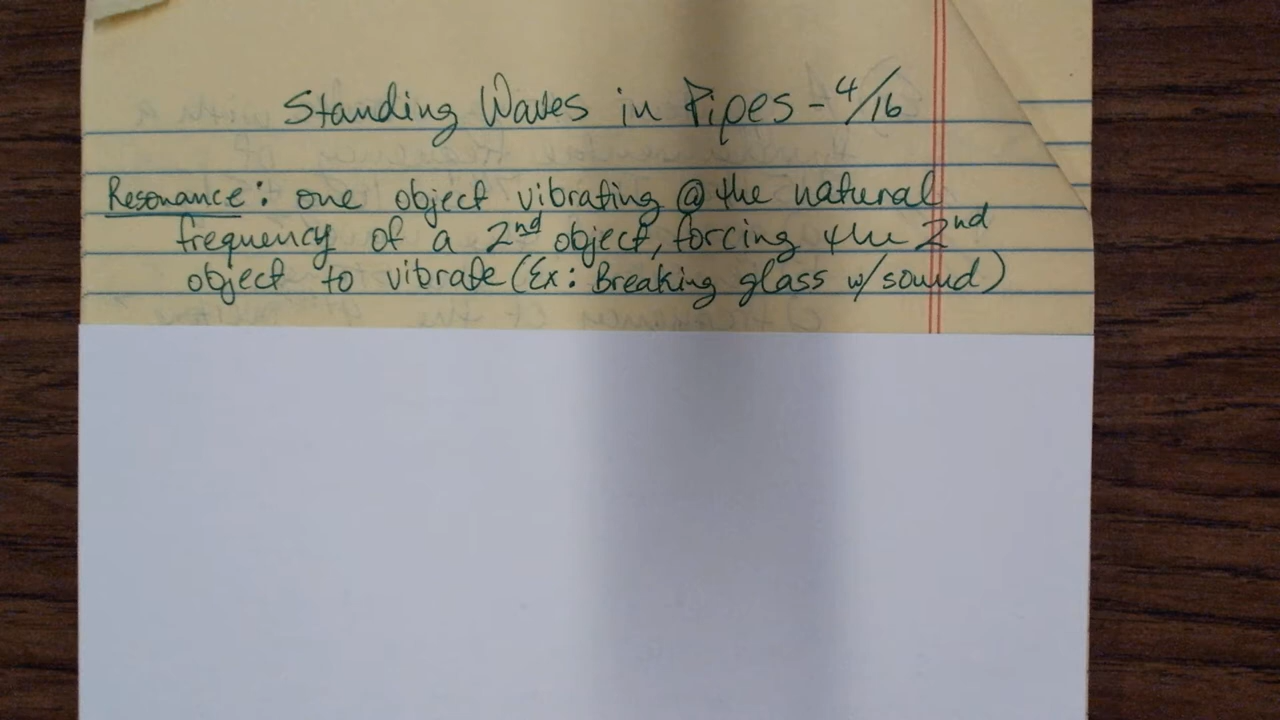 Standing Waves in Pipes - 4/16
Resonance: one object vibrating @ the natural
frequency of a 2nd object, forcing the 2nd
object to vibrate (Ex: Breaking glass w/sound)